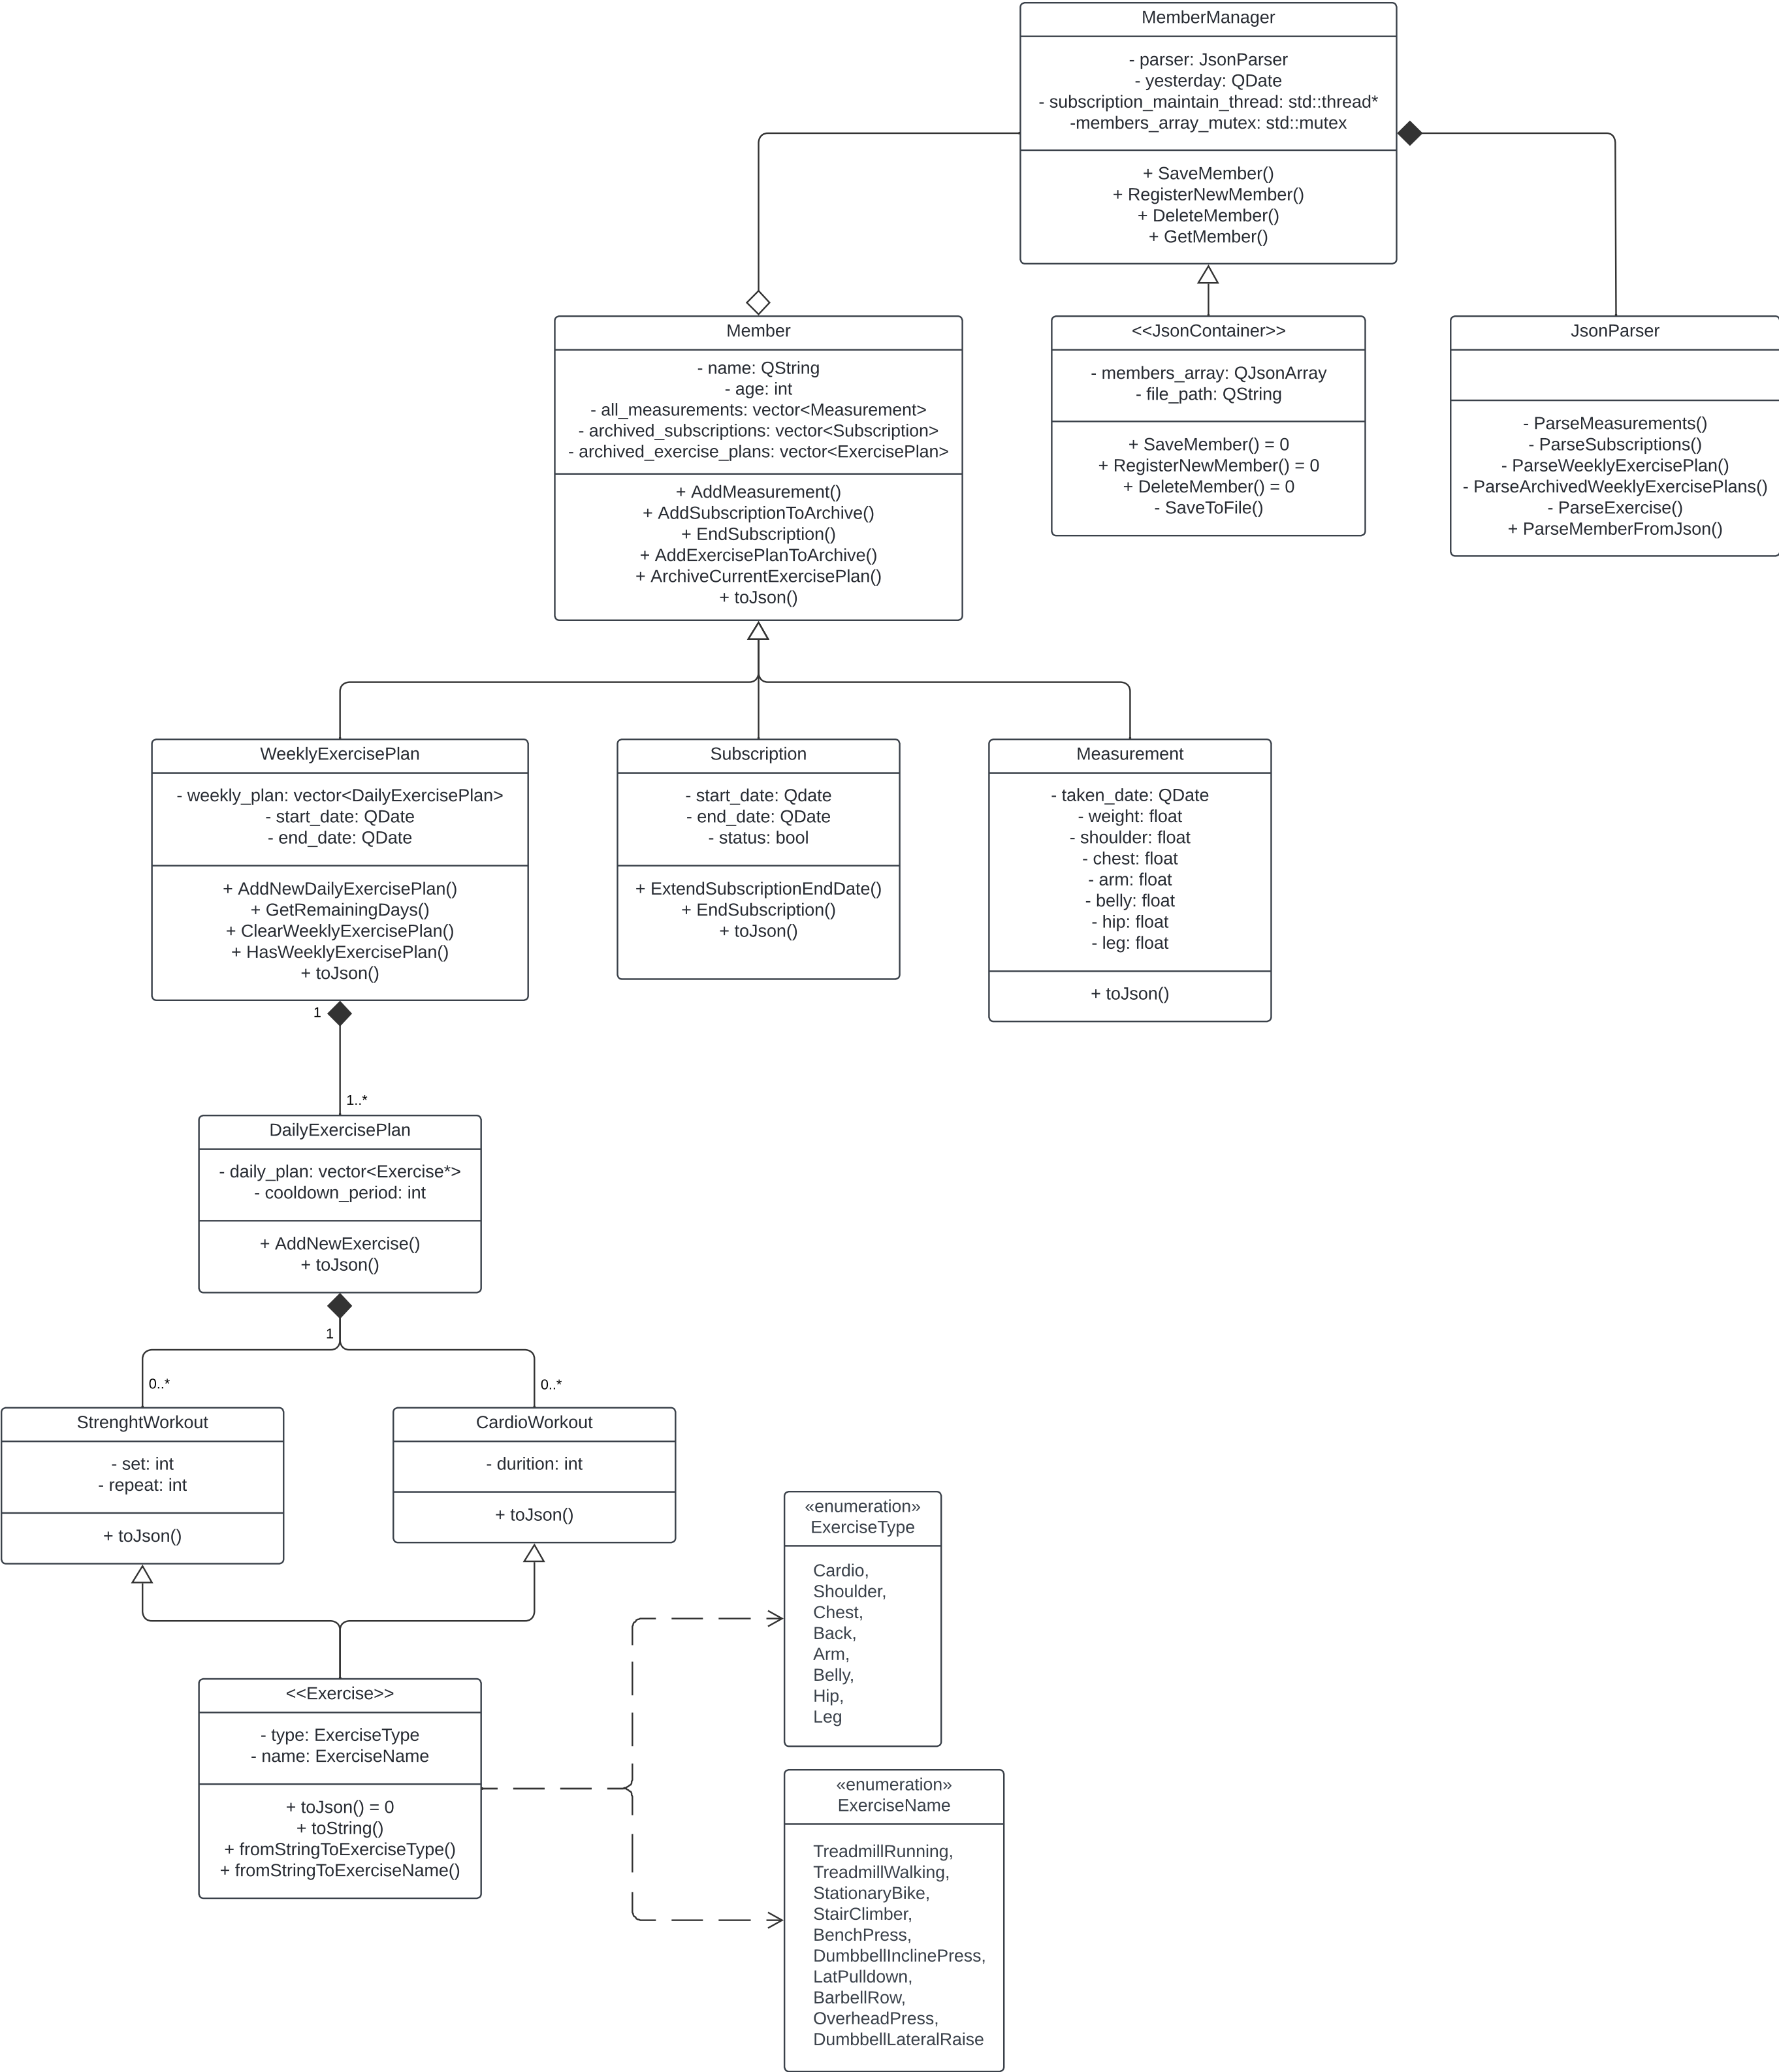 MemberManager
- parser: JsonParser
- yesterday: QDate
- subscription_maintain_thread: std::thread*
-members_array_mutex: std::mutex
+ SaveMember()
+ RegisterNewMember()
+ DeleteMember()
+ GetMember()
Member
- name: QString
- age: int
- all_measurements: vector<Measurement>
- archived_subscriptions: vector<Subscription>
- archived_exercise_plans: vector<ExercisePlan>
+ AddMeasurement()
+ AddSubscriptionToArchive()
+ EndSubscription()
+ AddExercisePlanToArchive()
+ ArchiveCurrentExercisePlan()
+ toJson()
<<JsonContainer>>
- members_array: QJsonArray
- file_path: QString
+ SaveMember() = 0
+ RegisterNewMember() = 0
+ DeleteMember() = 0
- SaveToFile()
JsonParser
- ParseMeasurements()
- ParseSubscriptions()
- ParseWeeklyExercisePlan()
- ParseArchivedWeeklyExercisePlans()
- ParseExercise()
+ ParseMemberFromJson()
WeeklyExercisePlan
- weekly_plan: vector<DailyExercisePlan>
- start_date: QDate
- end_date: QDate
+ AddNewDailyExercisePlan()
+ GetRemainingDays()
+ ClearWeeklyExercisePlan()
+ HasWeeklyExercisePlan()
+ toJson()
Subscription
- start_date: Qdate
- end_date: QDate
- status: bool
+ ExtendSubscriptionEndDate()
+ EndSubscription()
+ toJson()
Measurement
- taken_date: QDate
- weight: float
- shoulder: float
- chest: float
- arm: float
- belly: float
- hip: float
- leg: float
+ toJson()
1
1..*
DailyExercisePlan
- daily_plan: vector<Exercise*>
- cooldown_period: int
+ AddNewExercise()
+ toJson()
1
0..*
0..*
StrenghtWorkout
- set: int
- repeat: int
+ toJson()
CardioWorkout
- durition: int
+ toJson()
<<Exercise>>
- type: ExerciseType
- name: ExerciseName
+ toJson() = 0
+ toString()
+ fromStringToExerciseType()
+ fromStringToExerciseName()
«enumeration»
ExerciseType
Cardio,
Shoulder,
Chest,
Back,
Arm,
Belly,
Hip,
Leg
«enumeration»
ExerciseName
TreadmillRunning,
TreadmillWalking,
StationaryBike,
StairClimber,
BenchPress,
DumbbellInclinePress,
LatPulldown,
BarbellRow,
OverheadPress,
DumbbellLateralRaise